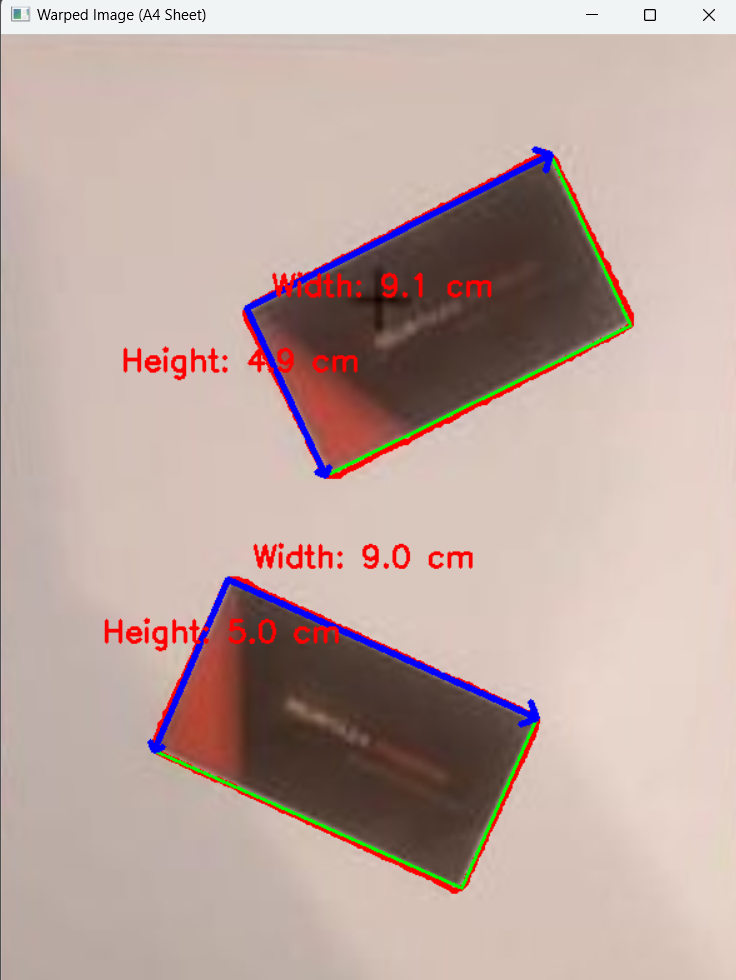 Warped Image (A4 Sheet)
Width: 9.1 cm
Height: 4.9 cm
Width: 9.0 cm
Height: 5.0 cm